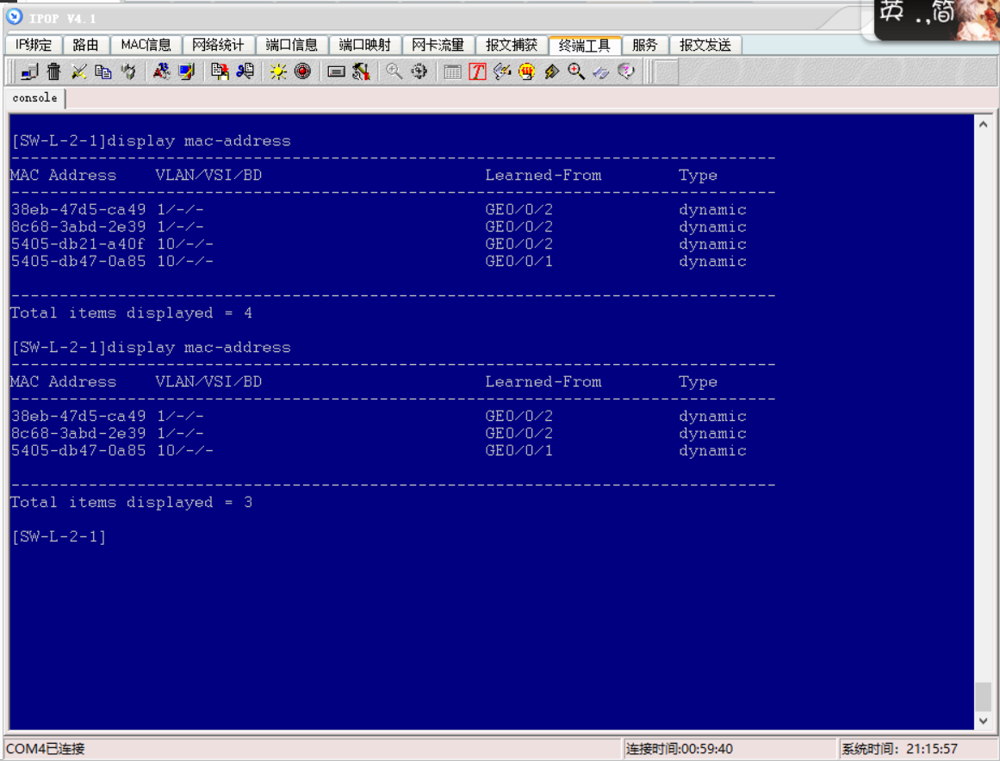 英 .,简
IPOP V4.1
IP绑定 路由 MAC信息 网络统计 端口信息 端口映射 网卡流量 报文捕获 终端工具 服务 报文发送
console
[SW-L-2-1]display mac-address
-------------------------------------------------------------------------------
MAC Address    VLAN/VSI/BD                       Learned-From        Type
-------------------------------------------------------------------------------
38eb-47d5-ca49 1/-/-                             GE0/0/2             dynamic
8c68-3abd-2e39 1/-/-                             GE0/0/2             dynamic
5405-db21-a40f 10/-/-                            GE0/0/2             dynamic
5405-db47-0a85 10/-/-                            GE0/0/1             dynamic
-------------------------------------------------------------------------------
Total items displayed = 4
[SW-L-2-1]display mac-address
-------------------------------------------------------------------------------
MAC Address    VLAN/VSI/BD                       Learned-From        Type
-------------------------------------------------------------------------------
38eb-47d5-ca49 1/-/-                             GE0/0/2             dynamic
8c68-3abd-2e39 1/-/-                             GE0/0/2             dynamic
5405-db47-0a85 10/-/-                            GE0/0/1             dynamic
-------------------------------------------------------------------------------
Total items displayed = 3
[SW-L-2-1]
COM4已连接 连接时间:00:59:40 系统时间: 21:15:57